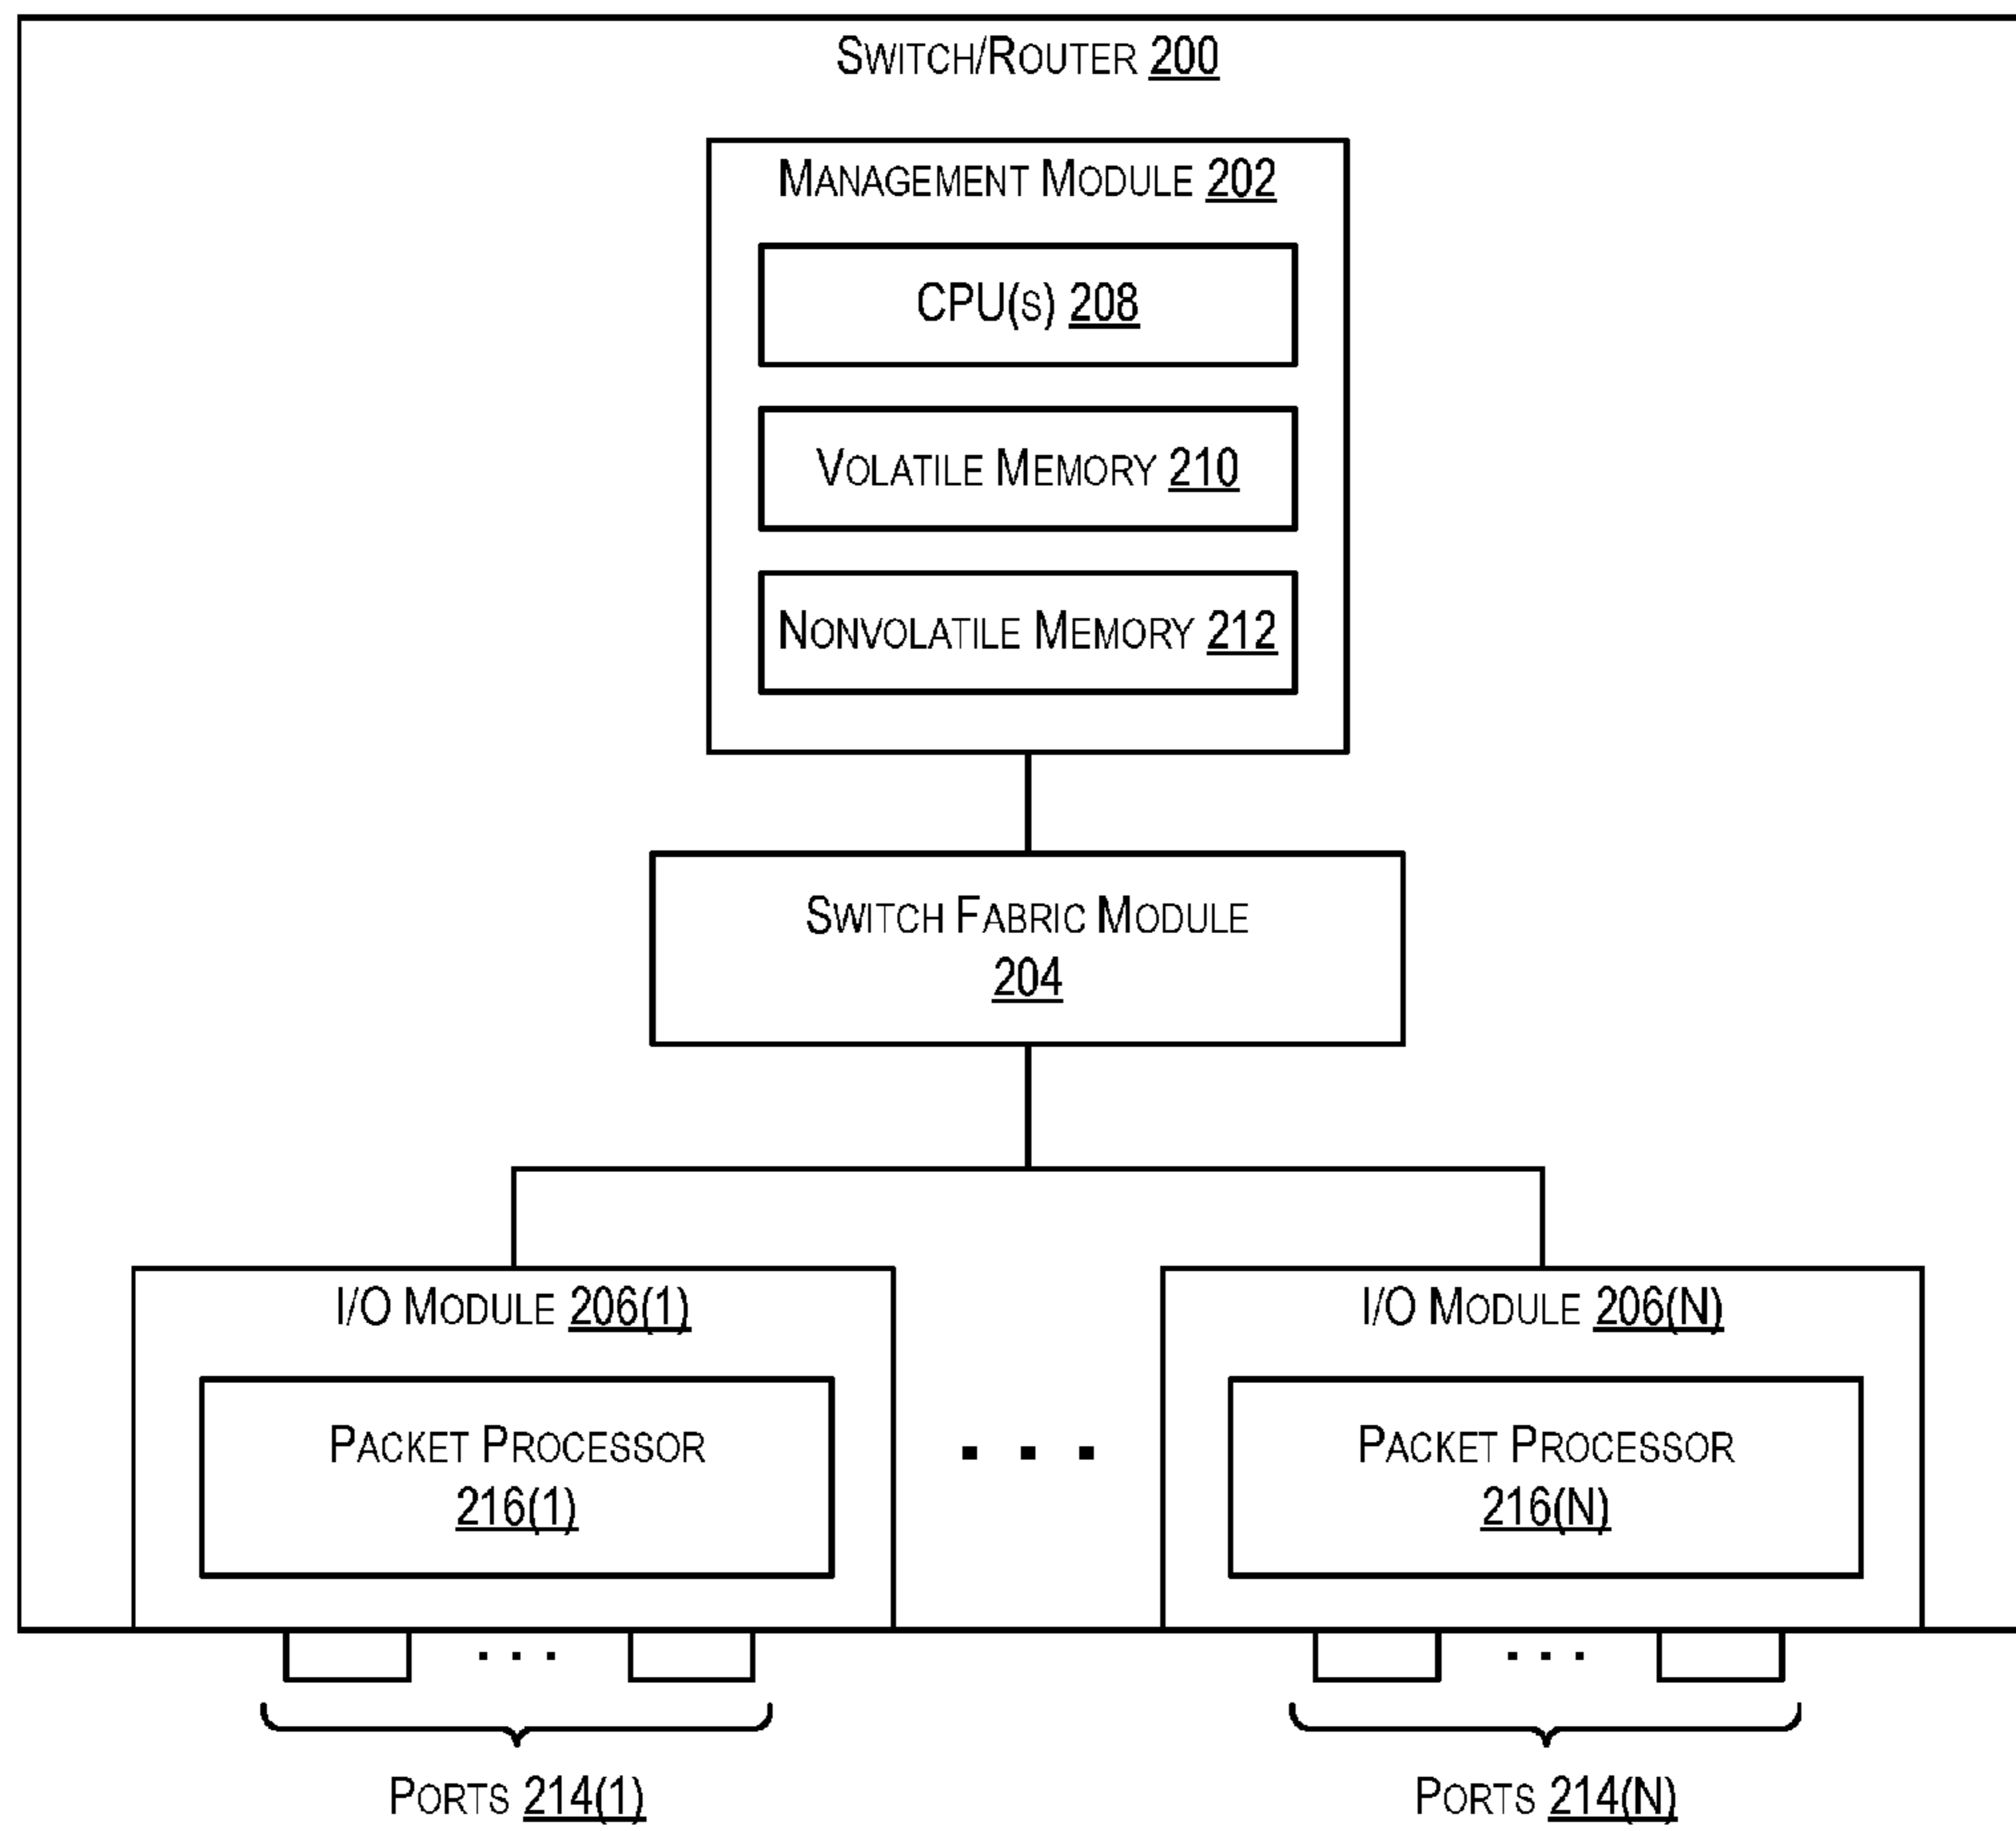 Switch/Router 200
Management Module 202
CPU(s) 208
Volatile Memory 210
Nonvolatile Memory 212
Switch Fabric Module
204
I/O Module 206(1)
I/O Module 206(N)
Packet Processor
216(1)
. . .
Packet Processor
216(N)
. . .
. . .
Ports 214(1)
Ports 214(N)